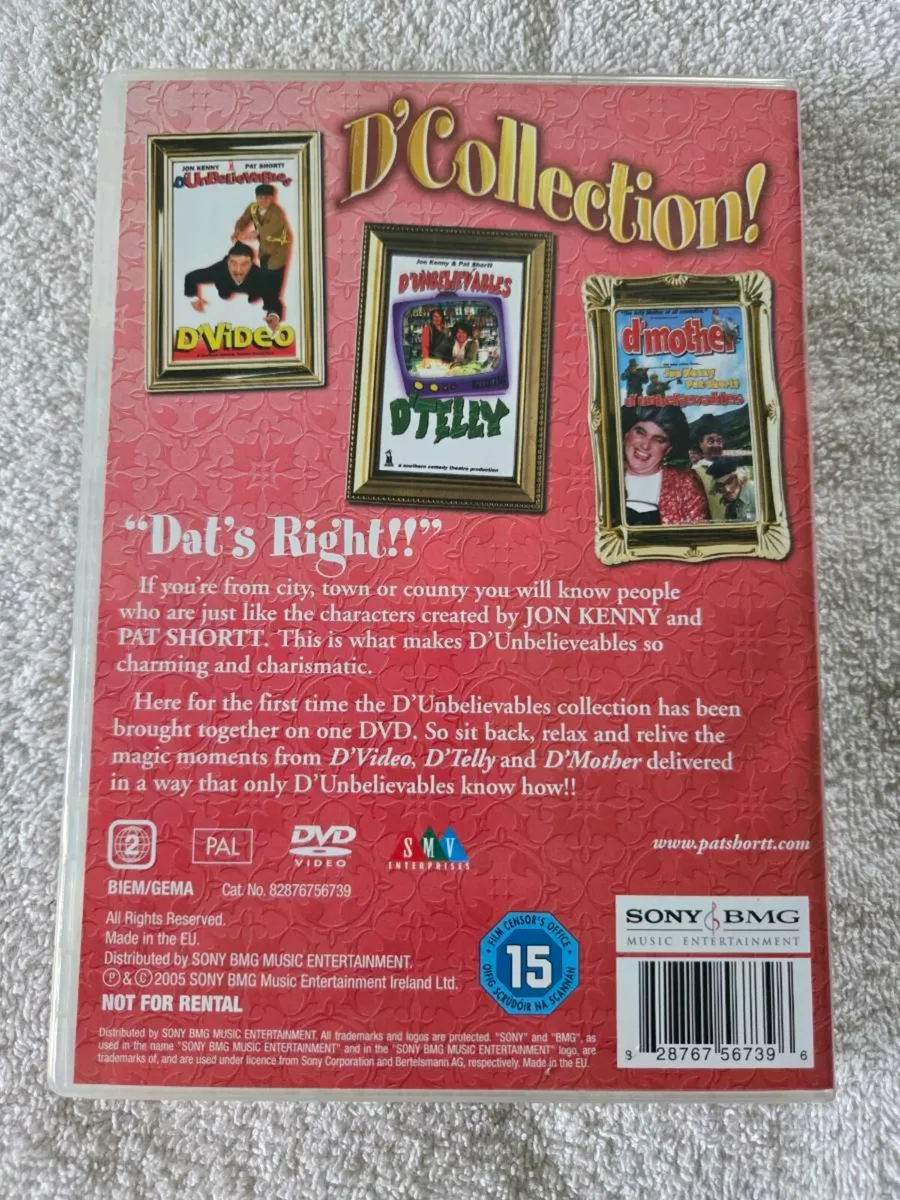 D'Collection!
JON KENNY PAT SHORTT
D'UnBelievables
D'VIDEO
Jon Kenny & Pat Shortt
D'UNBELIEVABLES
D'TELLY
a southern comedy theatre production
d'mother
Jon Kenny
Pat Shortt
d'unbelievables
“Dat's Right!!”
If you're from city, town or county you will know people
who are just like the characters created by JON KENNY and
PAT SHORTT. This is what makes D'Unbelieveables so
charming and charismatic.
Here for the first time the D'Unbelievables collection has been
brought together on one DVD. So sit back, relax and relive the
magic moments from D'Video, D'Telly and D'Mother delivered
in a way that only D'Unbelievables know how!!
2
PAL
DVD
VIDEO
SMV
ENTERPRISES
www.patshortt.com
BIEM/GEMA
Cat. No. 82876756739
All Rights Reserved.
Made in the EU.
Distributed by SONY BMG MUSIC ENTERTAINMENT.
Ⓟ & © 2005 SONY BMG Music Entertainment Ireland Ltd.
NOT FOR RENTAL
FILM CENSOR'S OFFICE
15
OIFIG SCRÚDÓIR NA SCANNÁN
SONY BMG
MUSIC ENTERTAINMENT
Distributed by SONY BMG MUSIC ENTERTAINMENT. All trademarks and logos are protected. "SONY" and "BMG", as
used in the name "SONY BMG MUSIC ENTERTAINMENT" and in the "SONY BMG MUSIC ENTERTAINMENT" logo, are
trademarks of, and are used under licence from Sony Corporation and Bertelsmann AG, respectively. Made in the EU.
8 28767 56739 6